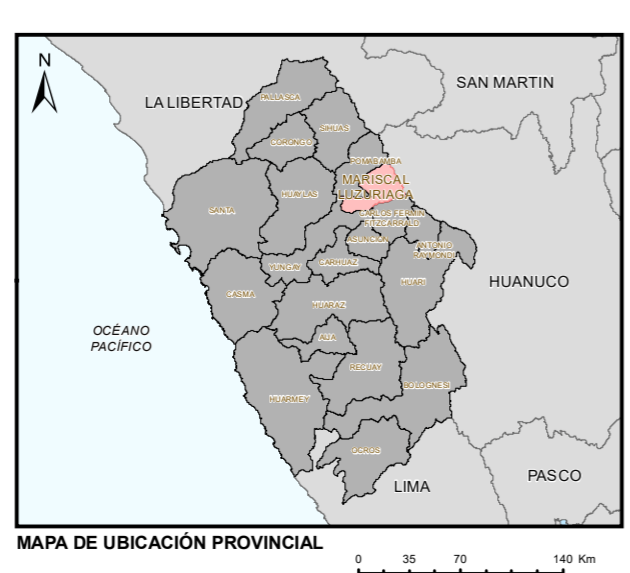 N
SAN MARTIN
LA LIBERTAD
PALLASCA
SIHUAS
CORONGO
POMABAMBA
MARISCAL
LUZURIAGA
HUAYLAS
SANTA
CARLOS FERMIN
FITZCARRALD
ASUNCION
ANTONIO
RAYMONDI
CARHUAZ
YUNGAY
HUARI
HUANUCO
CASMA
HUARAZ
OCÉANO
PACÍFICO
AIJA
RECUAY
BOLOGNESI
HUARMEY
OCROS
LIMA
PASCO
MAPA DE UBICACIÓN PROVINCIAL
0 35 70 140 Km